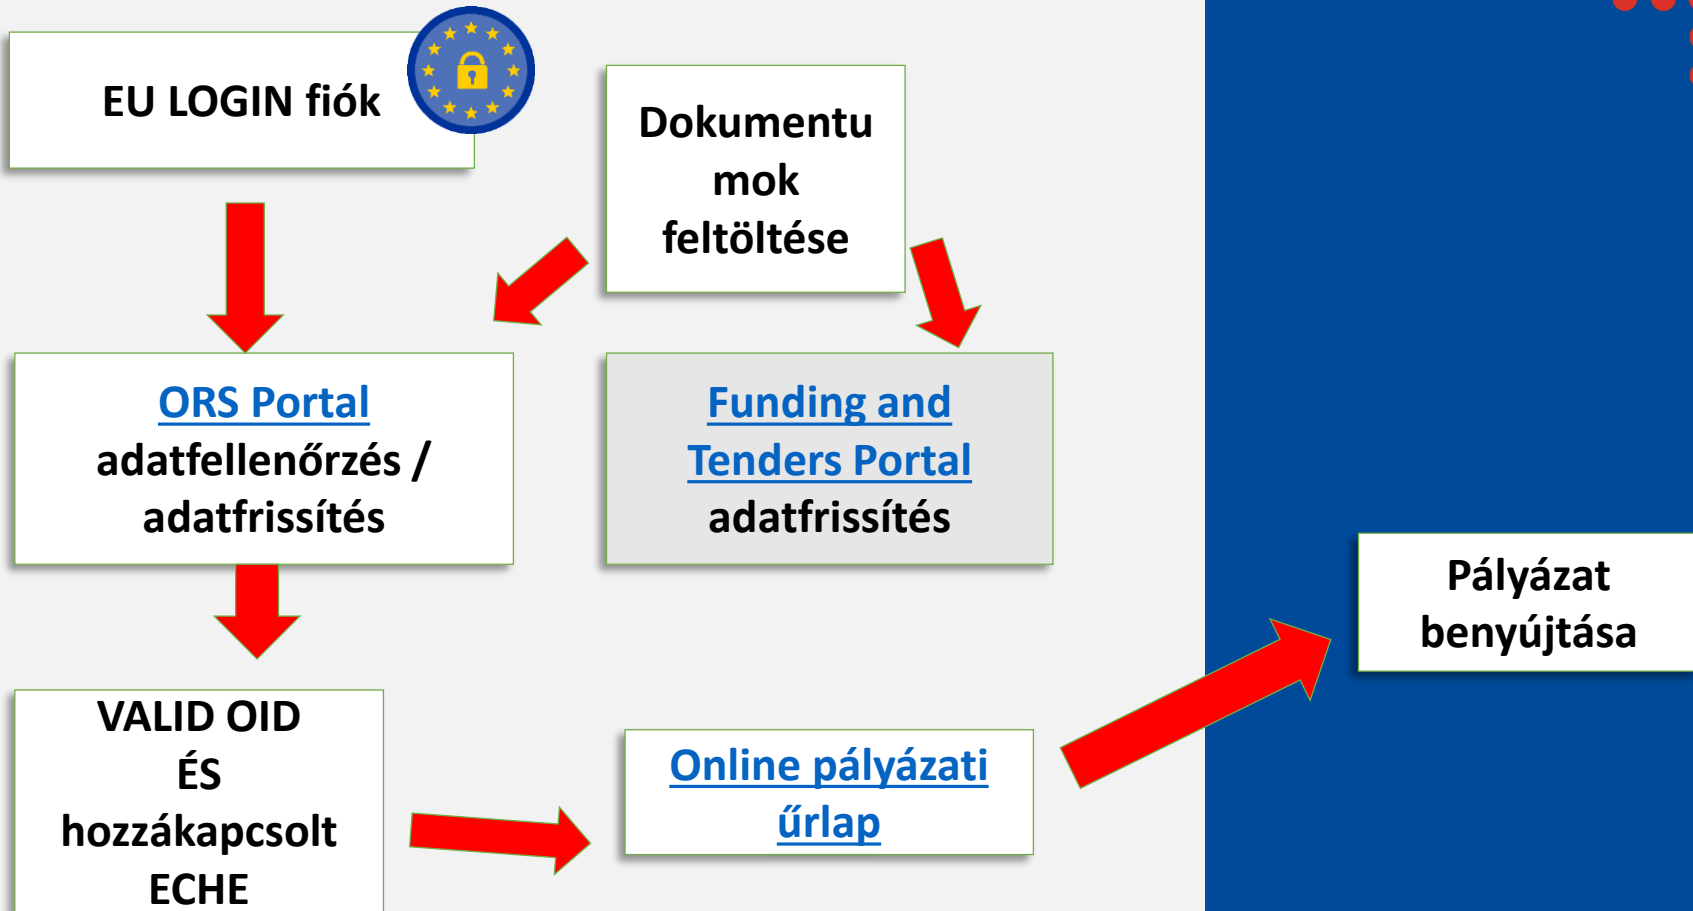 EU LOGIN fiók
Dokumentu
mok
feltöltése
ORS Portal
adatfellenőrzés /
adatfrissítés
Funding and
Tenders Portal
adatfrissítés
VALID OID
ÉS
hozzákapcsolt
ECHE
Online pályázati
űrlap
Pályázat
benyújtása